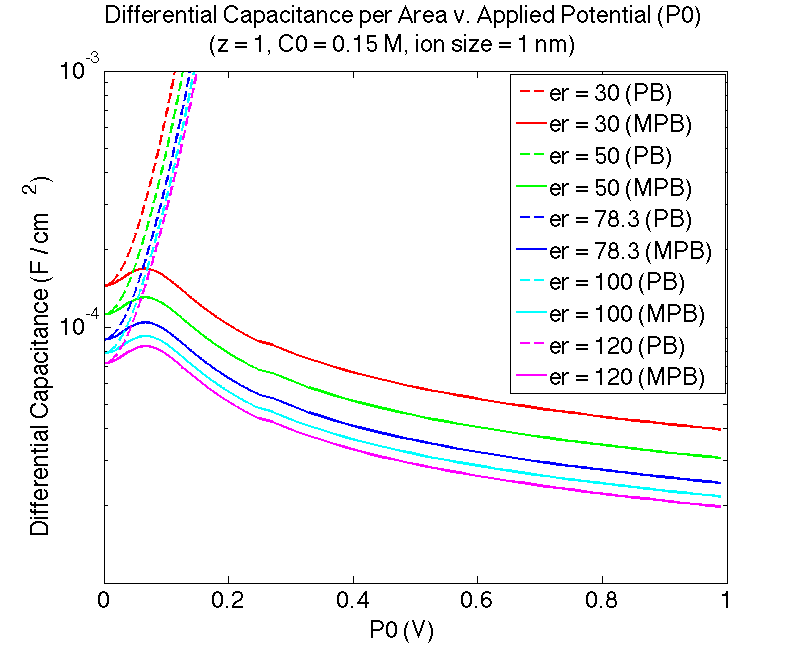 Differential Capacitance per Area v. Applied Potential (P0)
(z = 1, C0 = 0.15 M, ion size = 1 nm)
10^-3
er = 30 (PB)
er = 30 (MPB)
er = 50 (PB)
er = 50 (MPB)
er = 78.3 (PB)
er = 78.3 (MPB)
er = 100 (PB)
er = 100 (MPB)
er = 120 (PB)
er = 120 (MPB)
Differential Capacitance (F / cm^2)
10^-4
0 0.2 0.4 0.6 0.8 1
P0 (V)